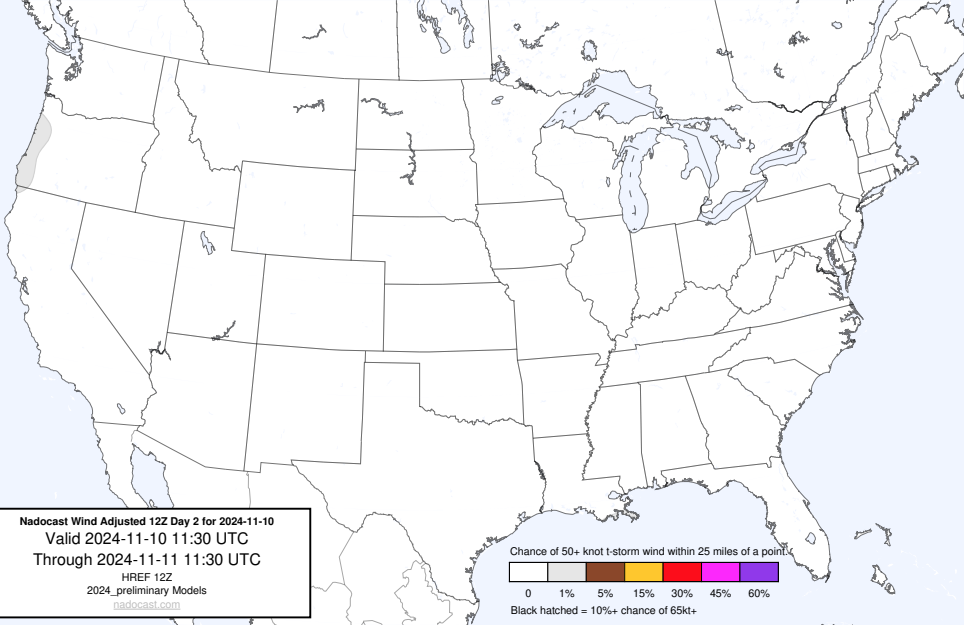 Nadocast Wind Adjusted 12Z Day 2 for 2024-11-10
Valid 2024-11-10 11:30 UTC
Through 2024-11-11 11:30 UTC
HREF 12Z
2024_preliminary Models
nadocast.com
Chance of 50+ knot t-storm wind within 25 miles of a point.
0 1% 5% 15% 30% 45% 60%
Black hatched = 10%+ chance of 65kt+